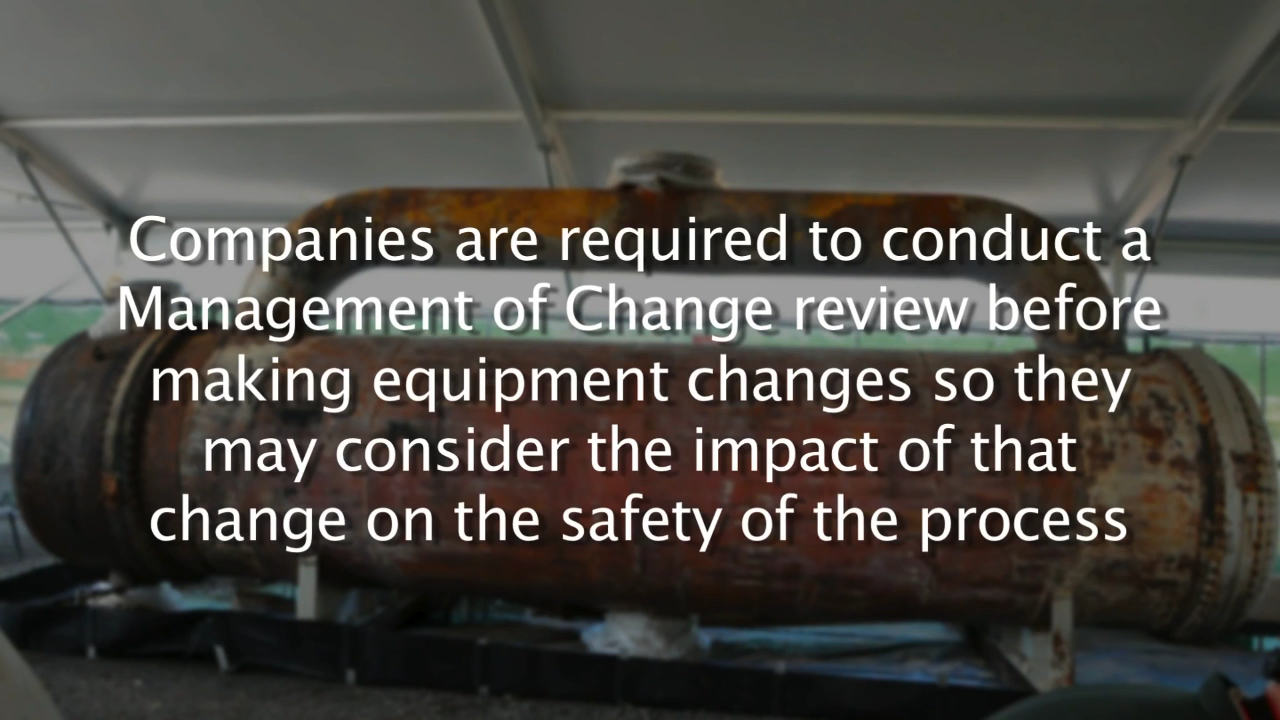 Companies are required to conduct a
Management of Change review before
making equipment changes so they
may consider the impact of that
change on the safety of the process